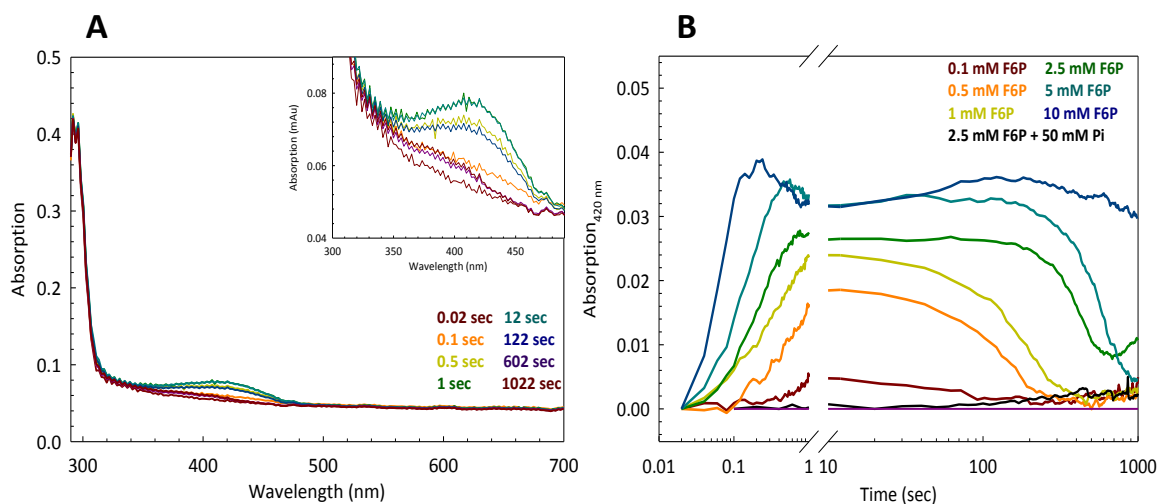 A
B
0.5
0.4
0.3
0.2
0.1
0.0
Absorption
290
400
500
600
700
Wavelength (nm)
0.08
0.06
0.04
Absorption (mAu)
300
350
400
450
Wavelength (nm)
0.02 sec 12 sec
0.1 sec 122 sec
0.5 sec 602 sec
1 sec 1022 sec
0.05
0.04
0.03
0.02
0.01
0.00
Absorption420 nm
0.1 mM F6P 2.5 mM F6P
0.5 mM F6P 5 mM F6P
1 mM F6P 10 mM F6P
2.5 mM F6P + 50 mM Pi
0.01 0.1 1 10 100 1000
Time (sec)